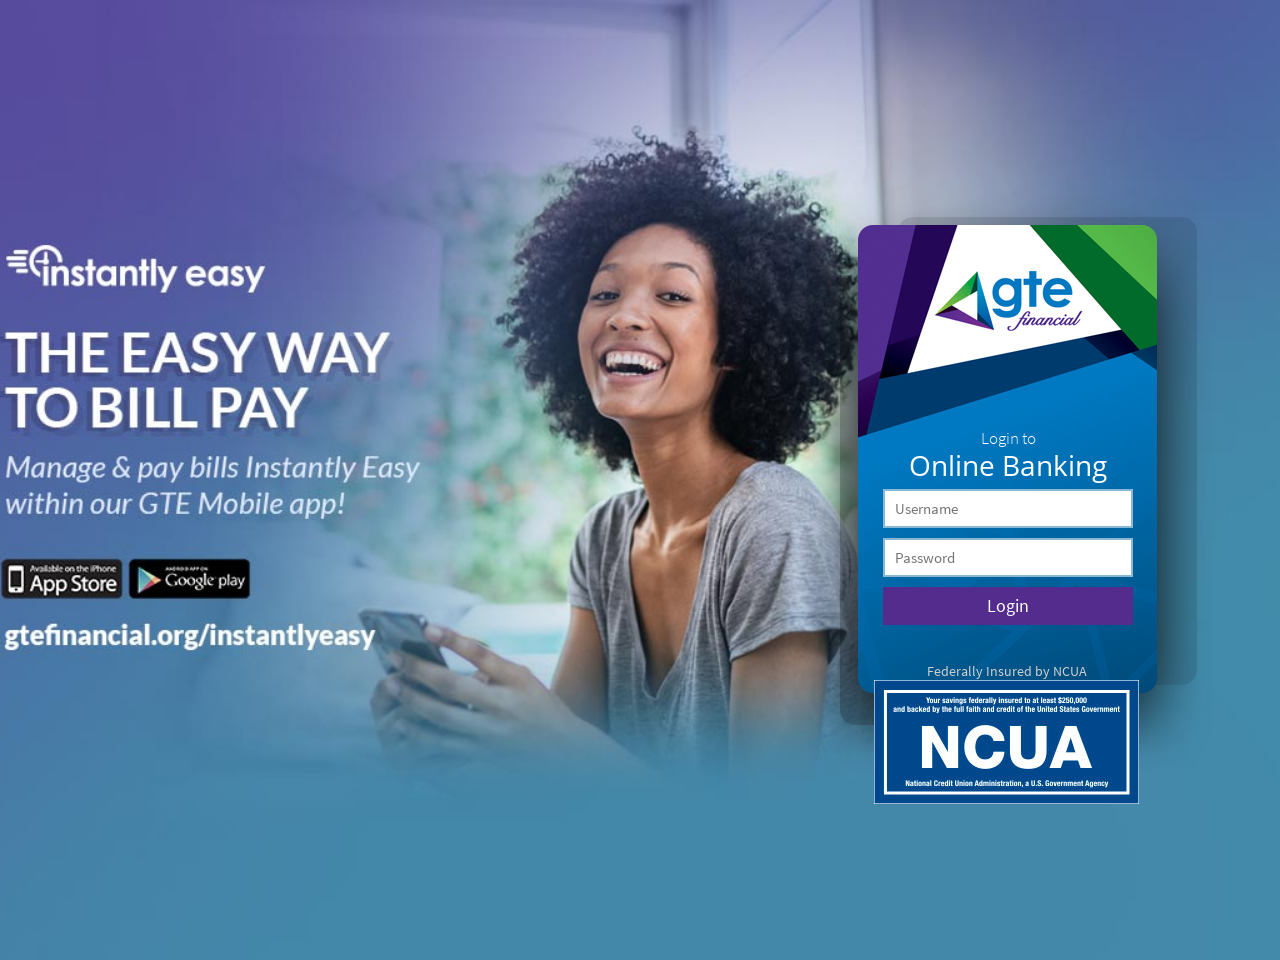 instantly easy
THE EASY WAY
TO BILL PAY
Manage & pay bills Instantly Easy
within our GTE Mobile app!
Available on the iPhone
App Store
ANDROID APP ON
Google play
gtefinancial.org/instantlyeasy
gte
financial
Login to
Online Banking
Username
Password
Login
Federally Insured by NCUA
Your savings federally insured to at least $250,000
and backed by the full faith and credit of the United States Government
NCUA
National Credit Union Administration, a U.S. Government Agency